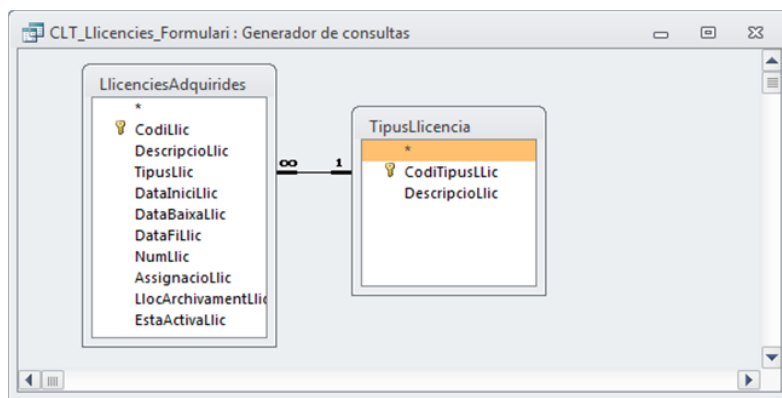 CLT_Llicencies_Formulari : Generador de consultas
LlicenciesAdquirides
*
CodiLlic
DescripcioLlic
TipusLlic
DataIniciLlic
DataBaixaLlic
DataFiLlic
NumLlic
AssignacioLlic
LlocArchivamentLlic
EstaActivaLlic
∞ 1
TipusLlicencia
*
CodiTipusLLic
DescripcioLlic